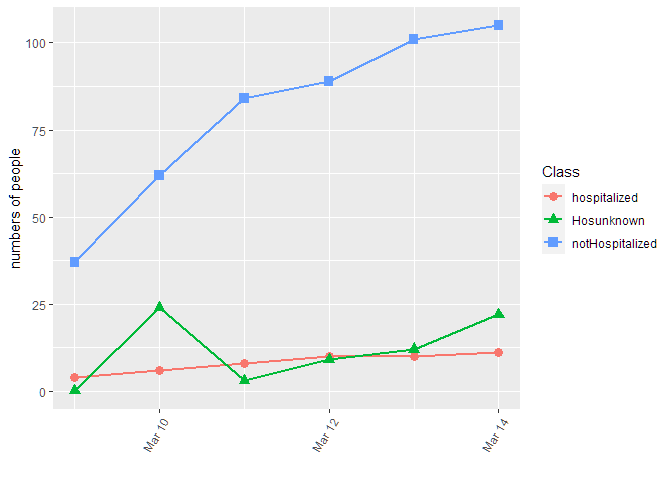 numbers of people
100
75
50
25
0
Mar 10
Mar 12
Mar 14
Class
hospitalized
Hosunknown
notHospitalized